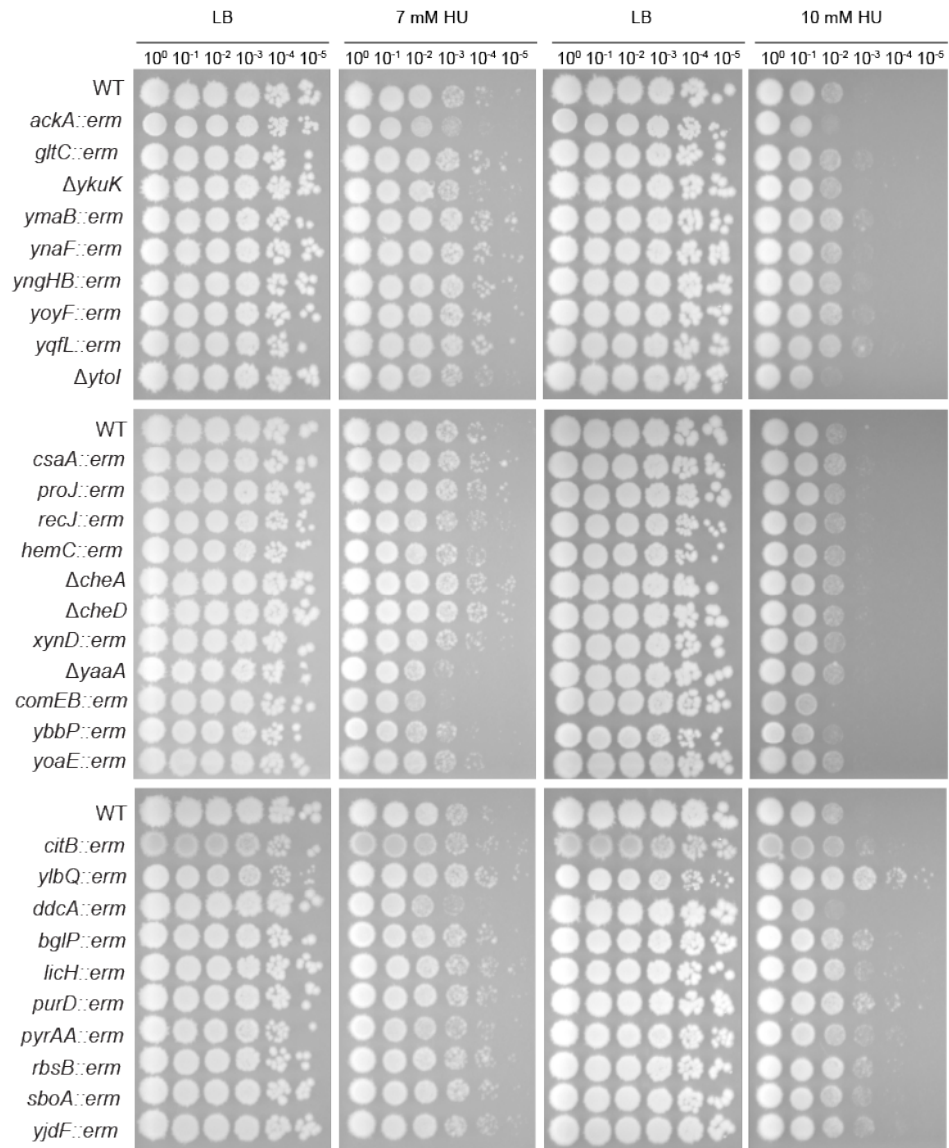 LB 7 mM HU LB 10 mM HU
10⁰ 10⁻¹ 10⁻² 10⁻³ 10⁻⁴ 10⁻⁵ 10⁰ 10⁻¹ 10⁻² 10⁻³ 10⁻⁴ 10⁻⁵ 10⁰ 10⁻¹ 10⁻² 10⁻³ 10⁻⁴ 10⁻⁵ 10⁰ 10⁻¹ 10⁻² 10⁻³ 10⁻⁴ 10⁻⁵
WT
ackA::erm
gltC::erm
ΔykuK
ymaB::erm
ynaF::erm
yngHB::erm
yoyF::erm
yqfL::erm
ΔytoI
WT
csaA::erm
proJ::erm
recJ::erm
hemC::erm
ΔcheA
ΔcheD
xynD::erm
ΔyaaA
comEB::erm
ybbP::erm
yoaE::erm
WT
citB::erm
ylbQ::erm
ddcA::erm
bglP::erm
licH::erm
purD::erm
pyrAA::erm
rbsB::erm
sboA::erm
yjdF::erm